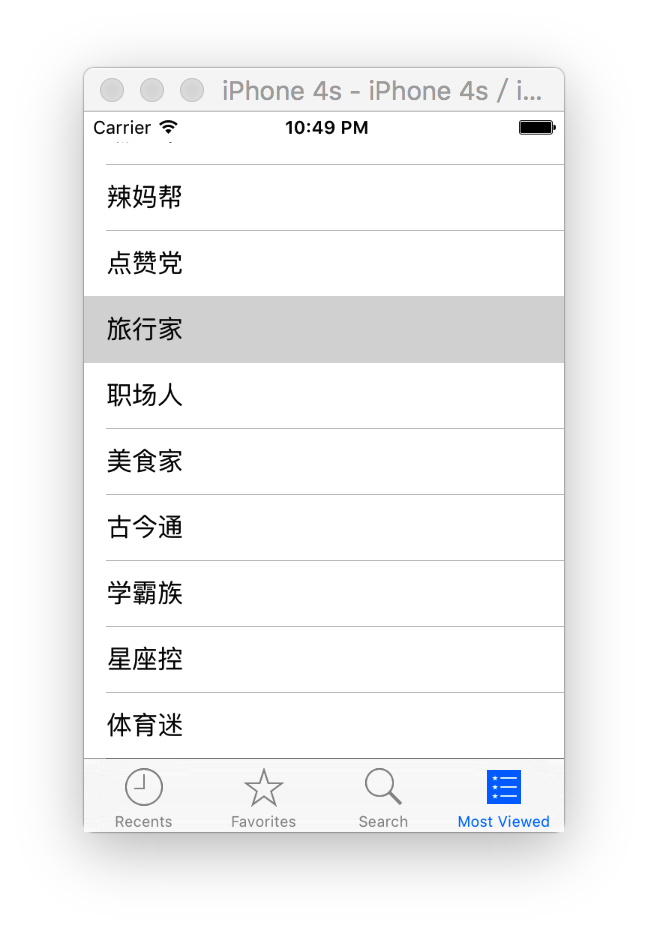 iPhone 4s - iPhone 4s / i...
Carrier 10:49 PM
辣妈帮
点赞党
旅行家
职场人
美食家
古今通
学霸族
星座控
体育迷
Recents Favorites Search Most Viewed